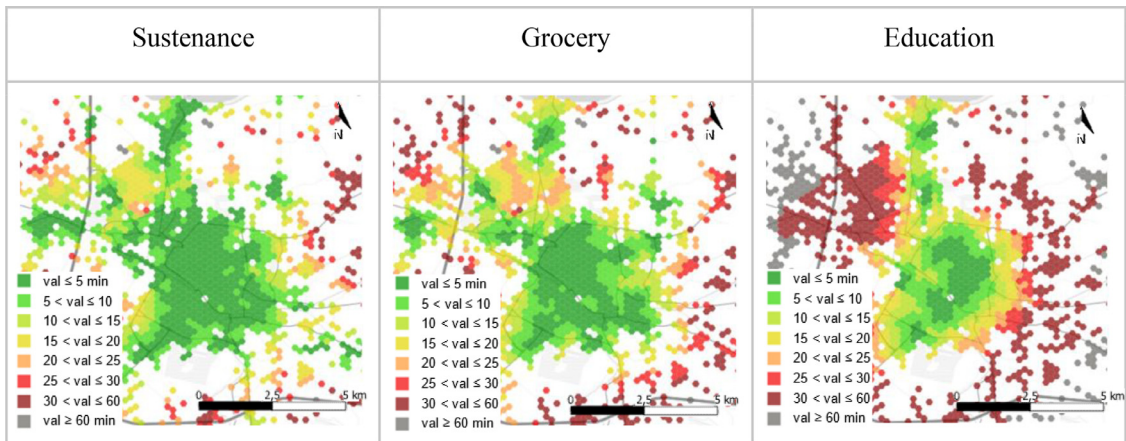 Sustenance
Grocery
Education
N
val ≤ 5 min
5 < val ≤ 10
10 < val ≤ 15
15 < val ≤ 20
20 < val ≤ 25
25 < val ≤ 30
30 < val ≤ 60
val ≥ 60 min
0 2,5 5 km
N
val ≤ 5 min
5 < val ≤ 10
10 < val ≤ 15
15 < val ≤ 20
20 < val ≤ 25
25 < val ≤ 30
30 < val ≤ 60
val ≥ 60 min
0 2,5 5 km
N
val ≤ 5 min
5 < val ≤ 10
10 < val ≤ 15
15 < val ≤ 20
20 < val ≤ 25
25 < val ≤ 30
30 < val ≤ 60
val ≥ 60 min
0 2,5 5 km